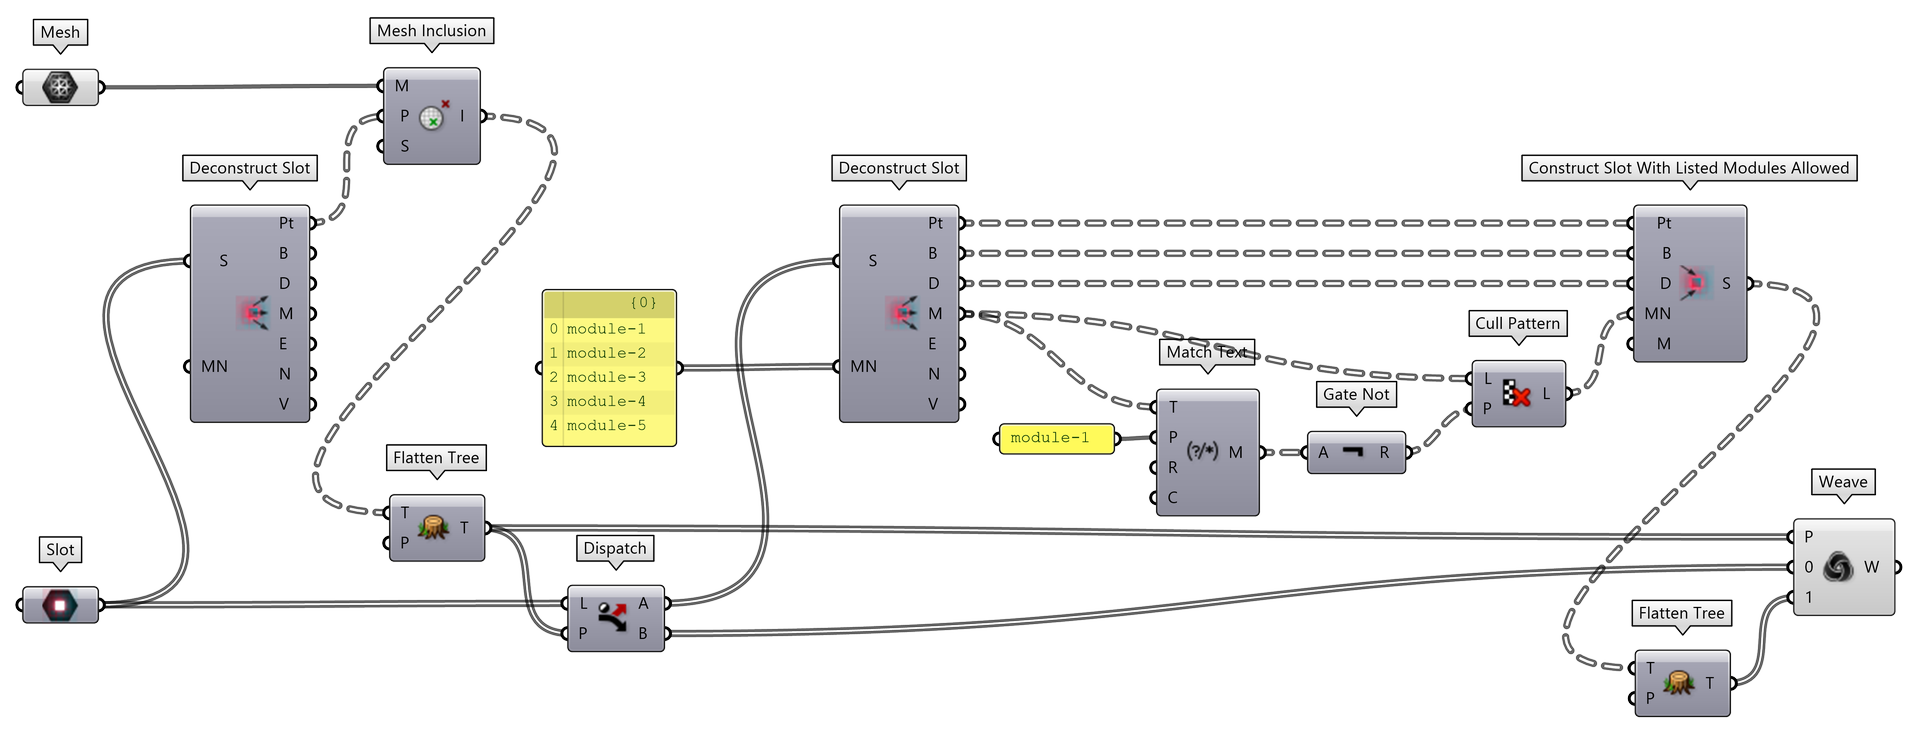 Mesh
Mesh Inclusion
M
P
S
I
Deconstruct Slot
S
MN
Pt
B
D
M
E
N
V
Slot
Flatten Tree
T
P
T
Dispatch
L
P
A
B
{0}
0 module-1
1 module-2
2 module-3
3 module-4
4 module-5
Deconstruct Slot
S
MN
Pt
B
D
M
E
N
V
module-1
Match Text
T
P
R
C
(?/*)
M
Gate Not
A
R
Cull Pattern
L
P
L
Construct Slot With Listed Modules Allowed
Pt
B
D
MN
M
S
Weave
P
0
1
W
Flatten Tree
T
P
T